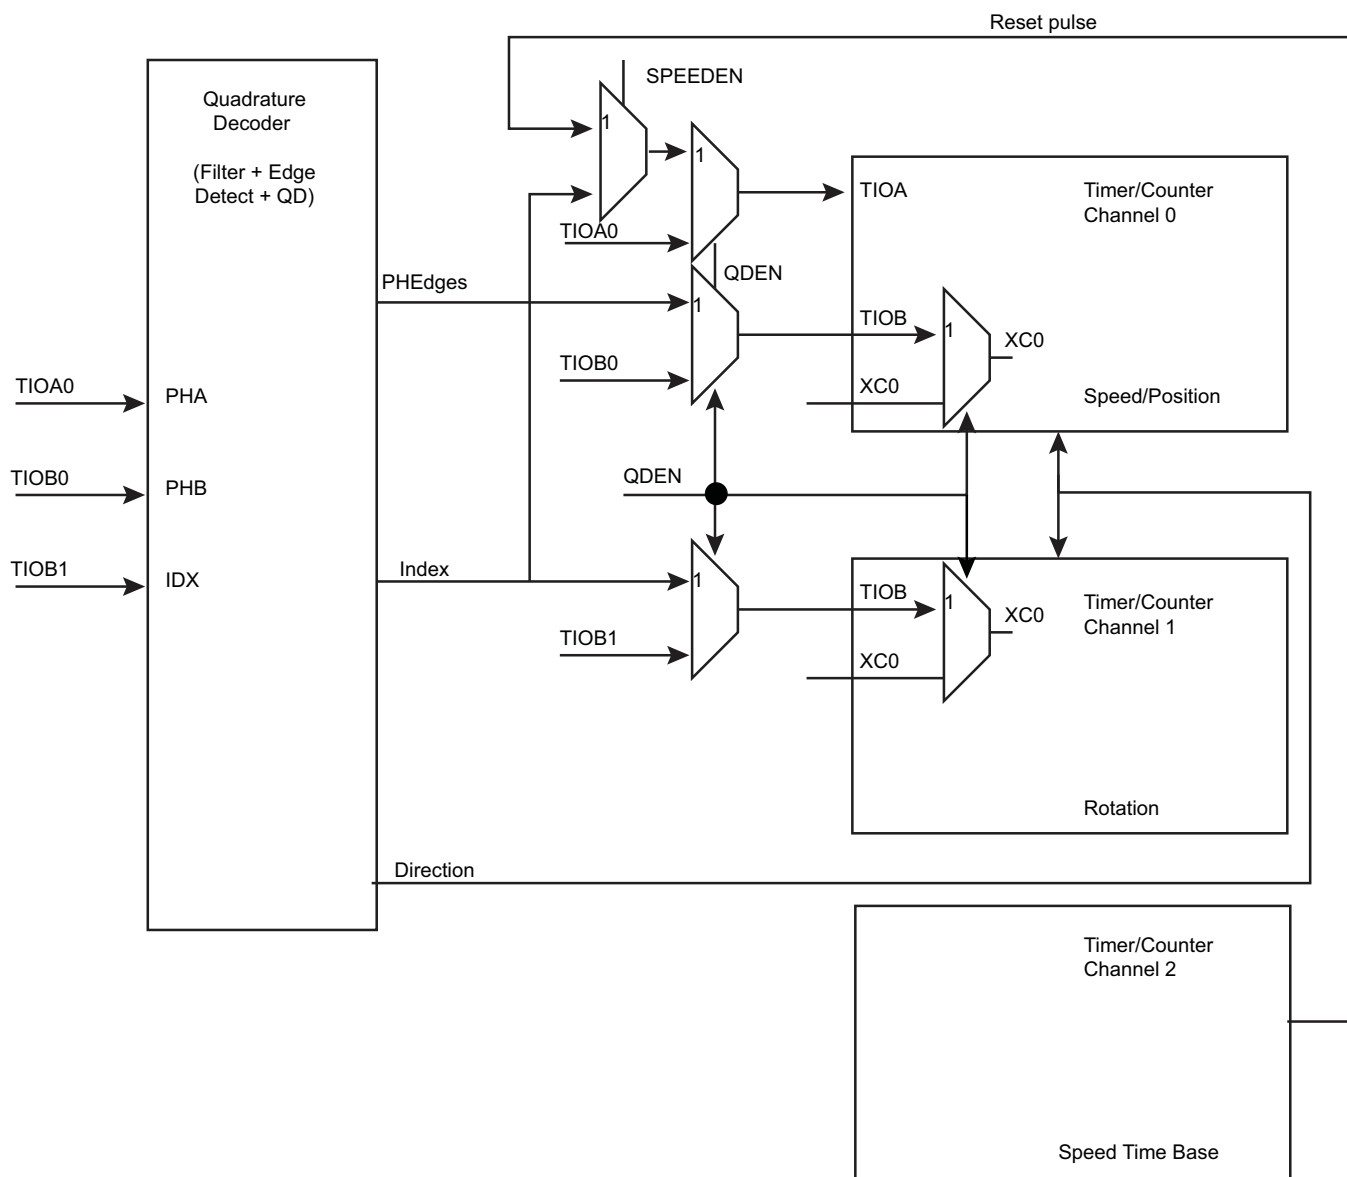 Reset pulse
SPEEDEN
Quadrature
Decoder
(Filter + Edge
Detect + QD)
1
1
TIOA
Timer/Counter
Channel 0
TIOA0
QDEN
PHEdges
1
TIOB
1
XC0
TIOB0
TIOA0
PHA
XC0
Speed/Position
TIOB0
PHB
QDEN
TIOB1
IDX
Index
1
TIOB
1
XC0
Timer/Counter
Channel 1
TIOB1
XC0
Rotation
Direction
Timer/Counter
Channel 2
Speed Time Base